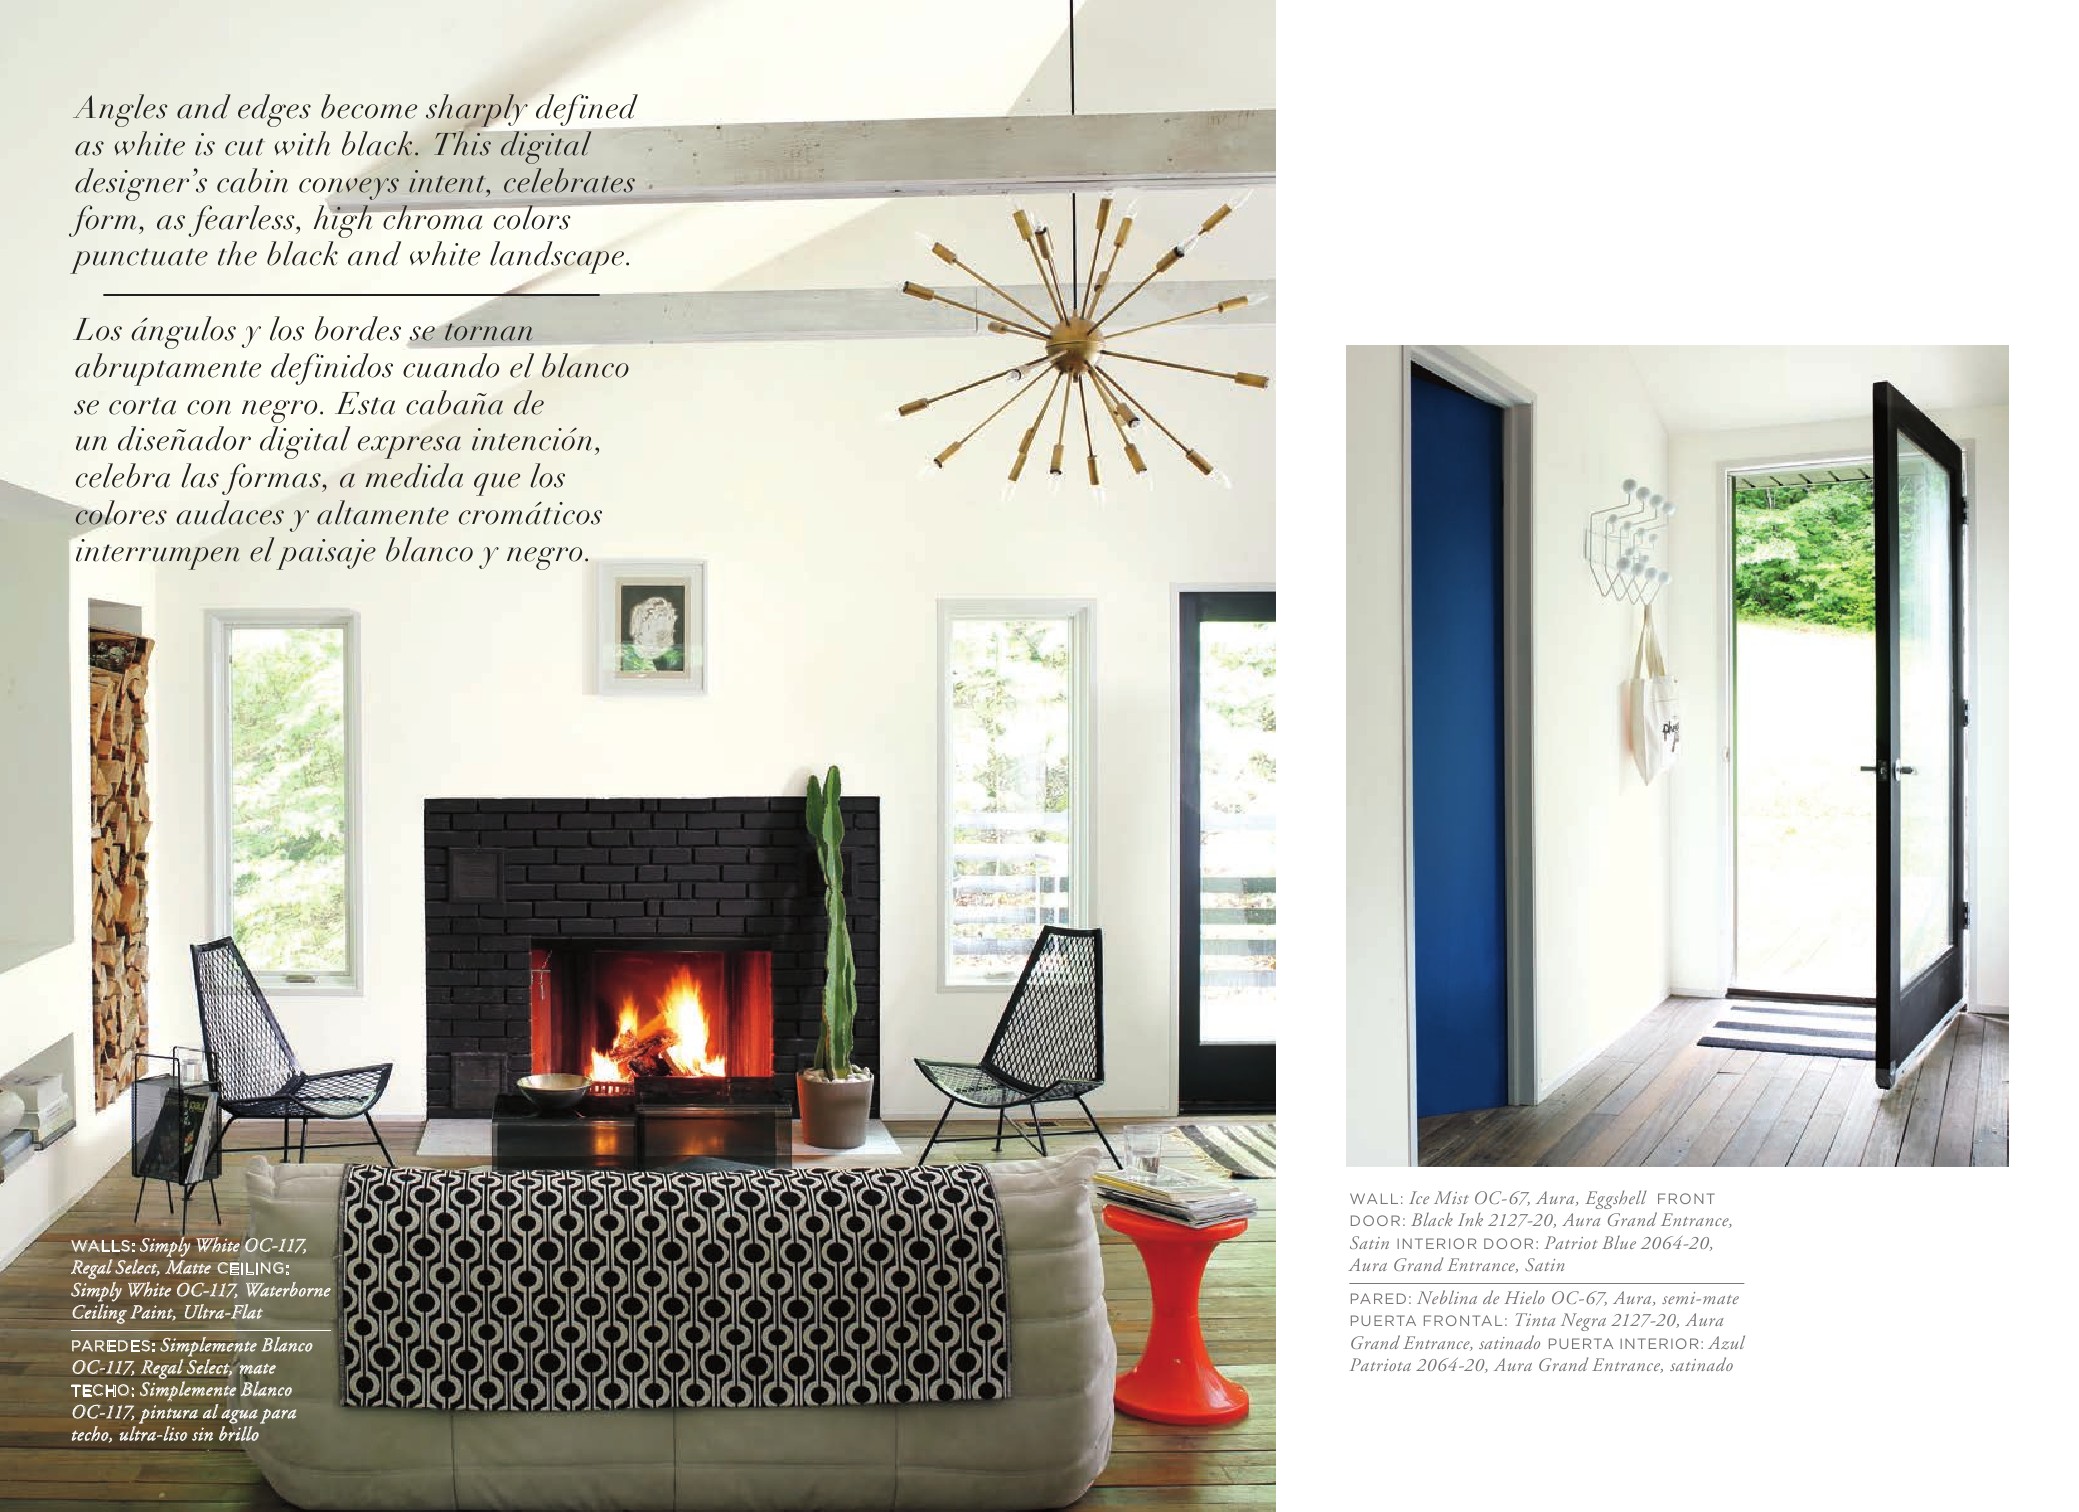 Angles and edges become sharply defined
as white is cut with black. This digital
designer’s cabin conveys intent, celebrates
form, as fearless, high chroma colors
punctuate the black and white landscape.
Los ángulos y los bordes se tornan
abruptamente definidos cuando el blanco
se corta con negro. Esta cabaña de
un diseñador digital expresa intención,
celebra las formas, a medida que los
colores audaces y altamente cromáticos
interrumpen el paisaje blanco y negro.
WALLS: Simply White OC-117,
Regal Select, Matte CEILING:
Simply White OC-117, Waterborne
Ceiling Paint, Ultra-Flat
PAREDES: Simplemente Blanco
OC-117, Regal Select, mate
TECHO: Simplemente Blanco
OC-117, pintura al agua para
techo, ultra-liso sin brillo
WALL: Ice Mist OC-67, Aura, Eggshell FRONT
DOOR: Black Ink 2127-20, Aura Grand Entrance,
Satin INTERIOR DOOR: Patriot Blue 2064-20,
Aura Grand Entrance, Satin
PARED: Neblina de Hielo OC-67, Aura, semi-mate
PUERTA FRONTAL: Tinta Negra 2127-20, Aura
Grand Entrance, satinado PUERTA INTERIOR: Azul
Patriota 2064-20, Aura Grand Entrance, satinado